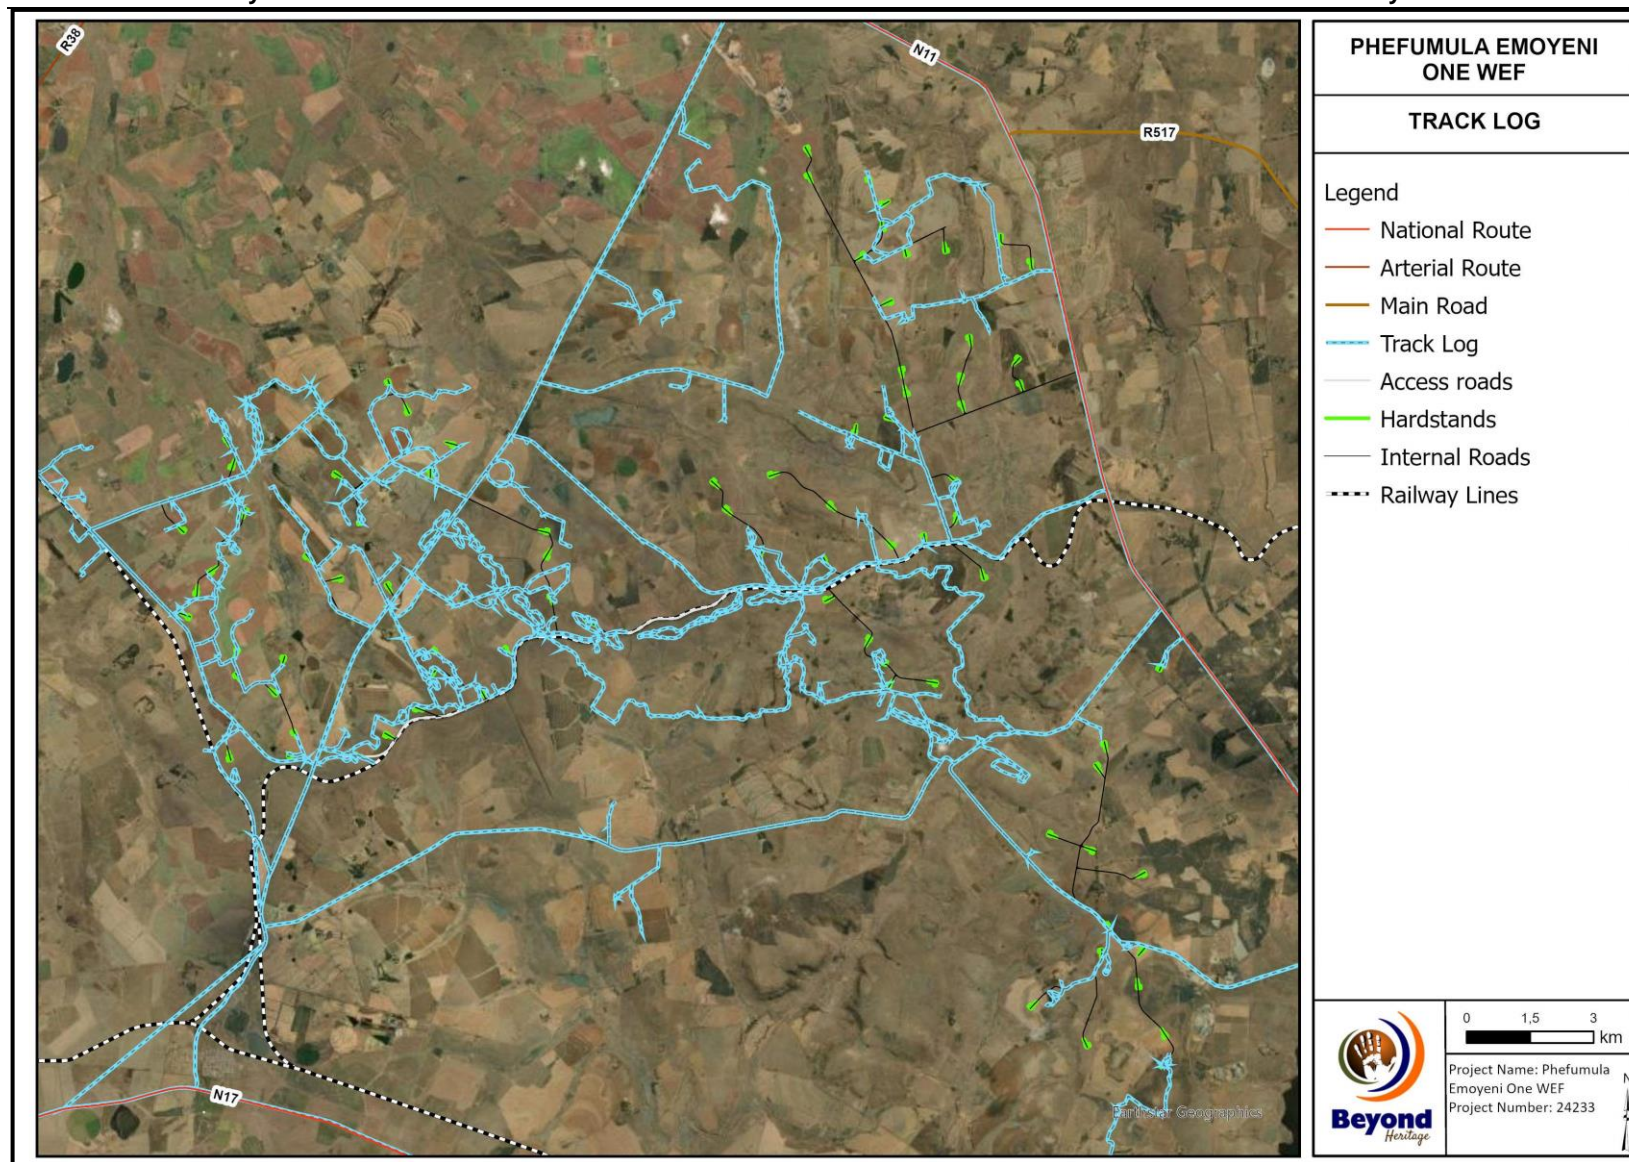 PHEFUMULA EMOYENI
ONE WEF
TRACK LOG
Legend
National Route
Arterial Route
Main Road
Track Log
Access roads
Hardstands
Internal Roads
Railway Lines
R38
N11
R517
N17
Earthstar Geographics
0 1,5 3
km
Project Name: Phefumula
Emoyeni One WEF
Project Number: 24233
N
Beyond
Heritage